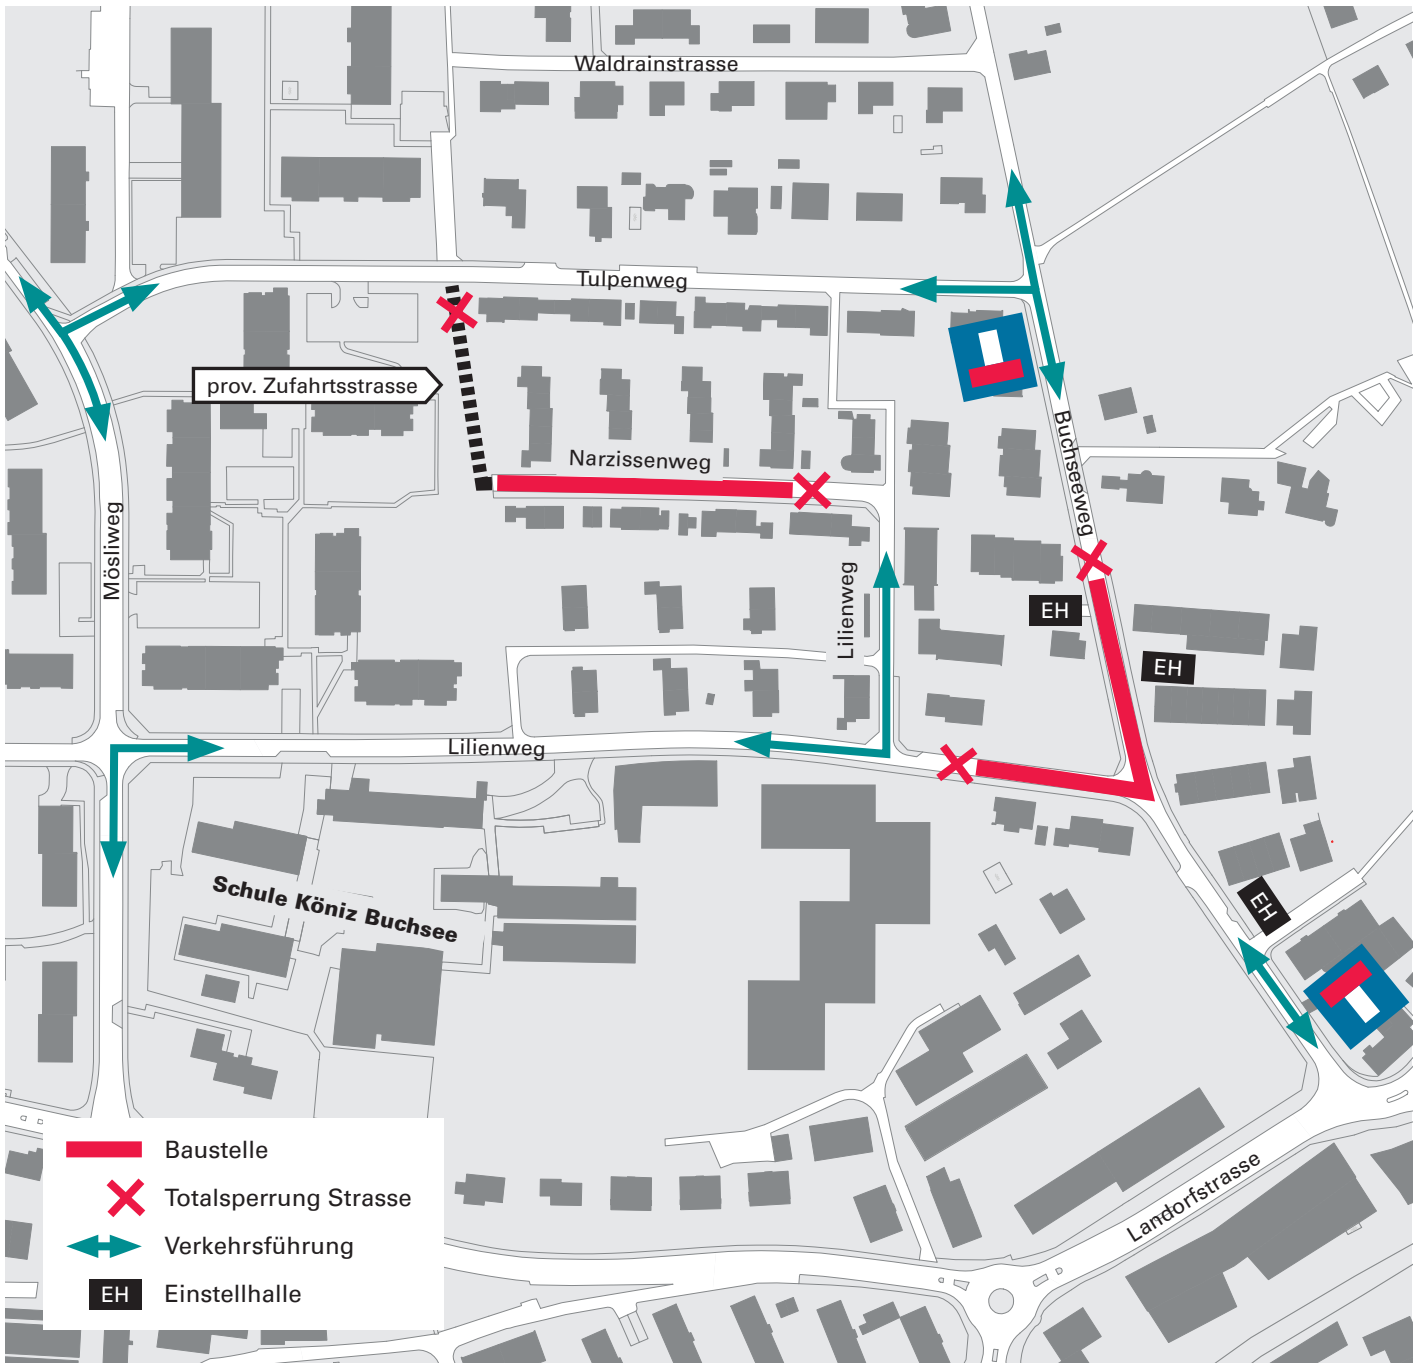 Waldrainstrasse
Tulpenweg
prov. Zufahrtsstrasse
Buchseeweg
Narzissenweg
Mösliweg
Lilienweg
EH
EH
Lilienweg
Schule Köniz Buchsee
EH
Landorfstrasse
Baustelle
Totalsperrung Strasse
Verkehrsführung
EH Einstellhalle